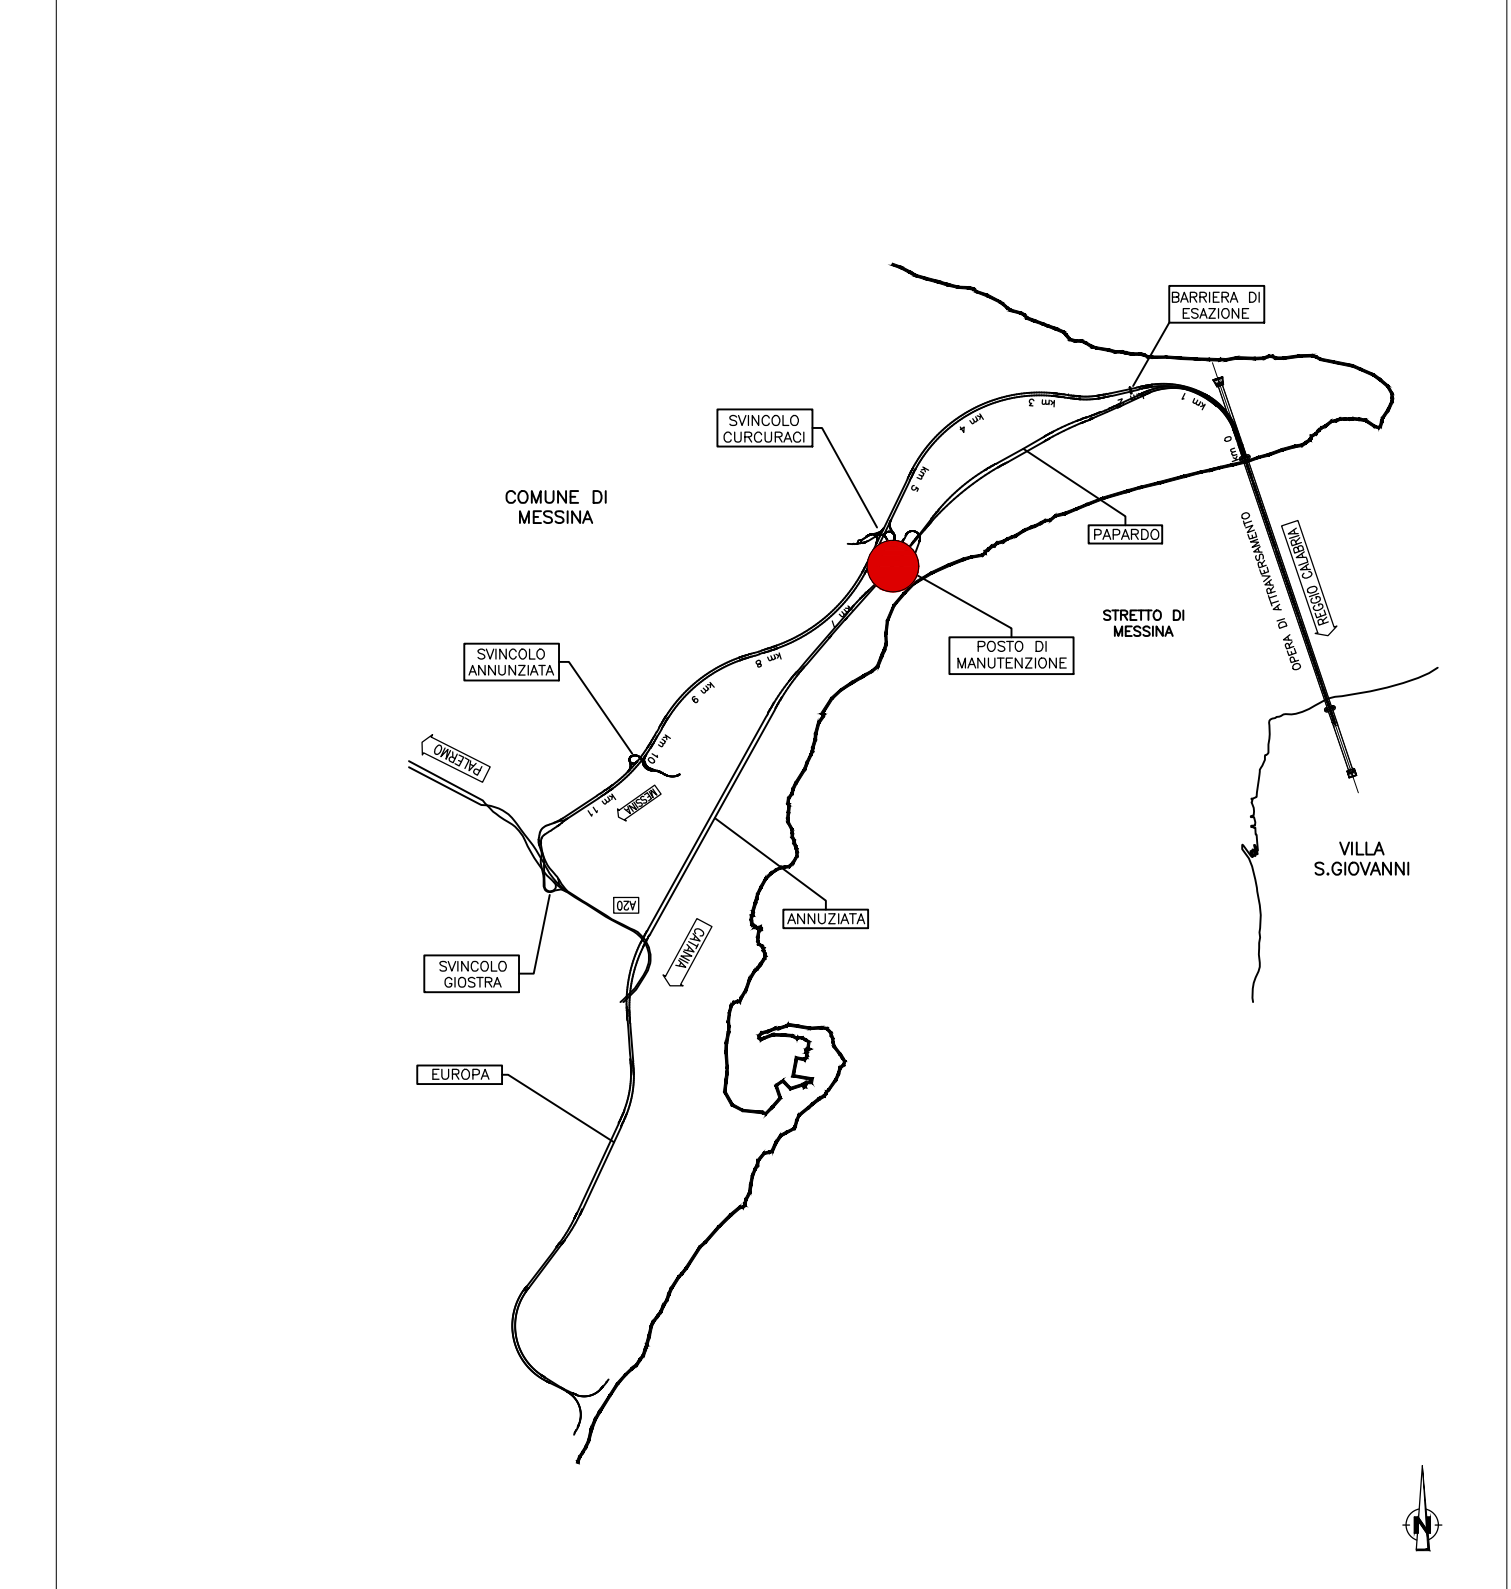 BARRIERA DI
ESAZIONE
km 1
km 2
km 3
km 4
SVINCOLO
CURCURACI
km 0
km 5
COMUNE DI
MESSINA
PAPARDO
OPERA DI ATTRAVERSAMENTO
REGGIO CALABRIA
STRETTO DI
MESSINA
km 7
POSTO DI
MANUTENZIONE
SVINCOLO
ANNUNZIATA
km 8
km 9
km 10
PALERMO
MESSINA
km 11
VILLA
S.GIOVANNI
A20
ANNUZIATA
CATANIA
SVINCOLO
GIOSTRA
EUROPA
N